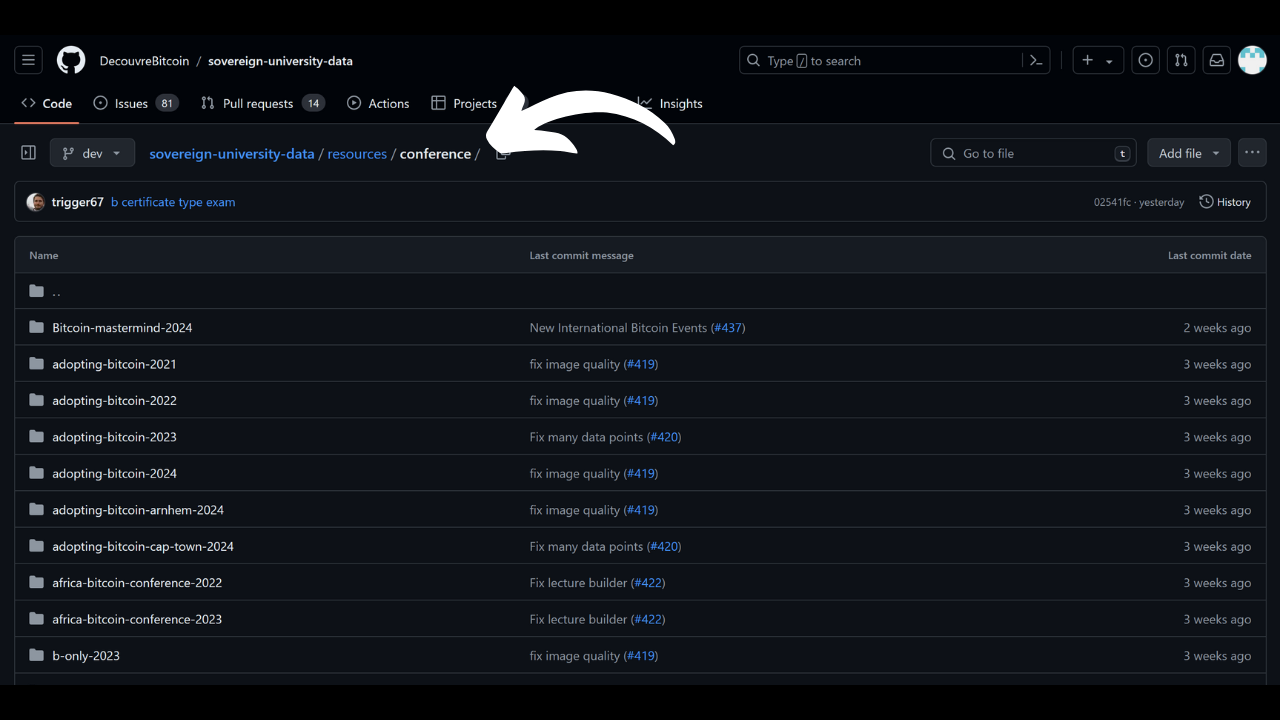 DecouvreBitcoin / sovereign-university-data
Type / to search
Code
Issues 81
Pull requests 14
Actions
Projects
Insights
dev
sovereign-university-data / resources / conference /
Go to file t
Add file
trigger67 b certificate type exam
02541fc · yesterday
History
Name Last commit message Last commit date
..
Bitcoin-mastermind-2024 New International Bitcoin Events (#437) 2 weeks ago
adopting-bitcoin-2021 fix image quality (#419) 3 weeks ago
adopting-bitcoin-2022 fix image quality (#419) 3 weeks ago
adopting-bitcoin-2023 Fix many data points (#420) 3 weeks ago
adopting-bitcoin-2024 fix image quality (#419) 3 weeks ago
adopting-bitcoin-arnhem-2024 fix image quality (#419) 3 weeks ago
adopting-bitcoin-cap-town-2024 Fix many data points (#420) 3 weeks ago
africa-bitcoin-conference-2022 Fix lecture builder (#422) 3 weeks ago
africa-bitcoin-conference-2023 Fix lecture builder (#422) 3 weeks ago
b-only-2023 fix image quality (#419) 3 weeks ago